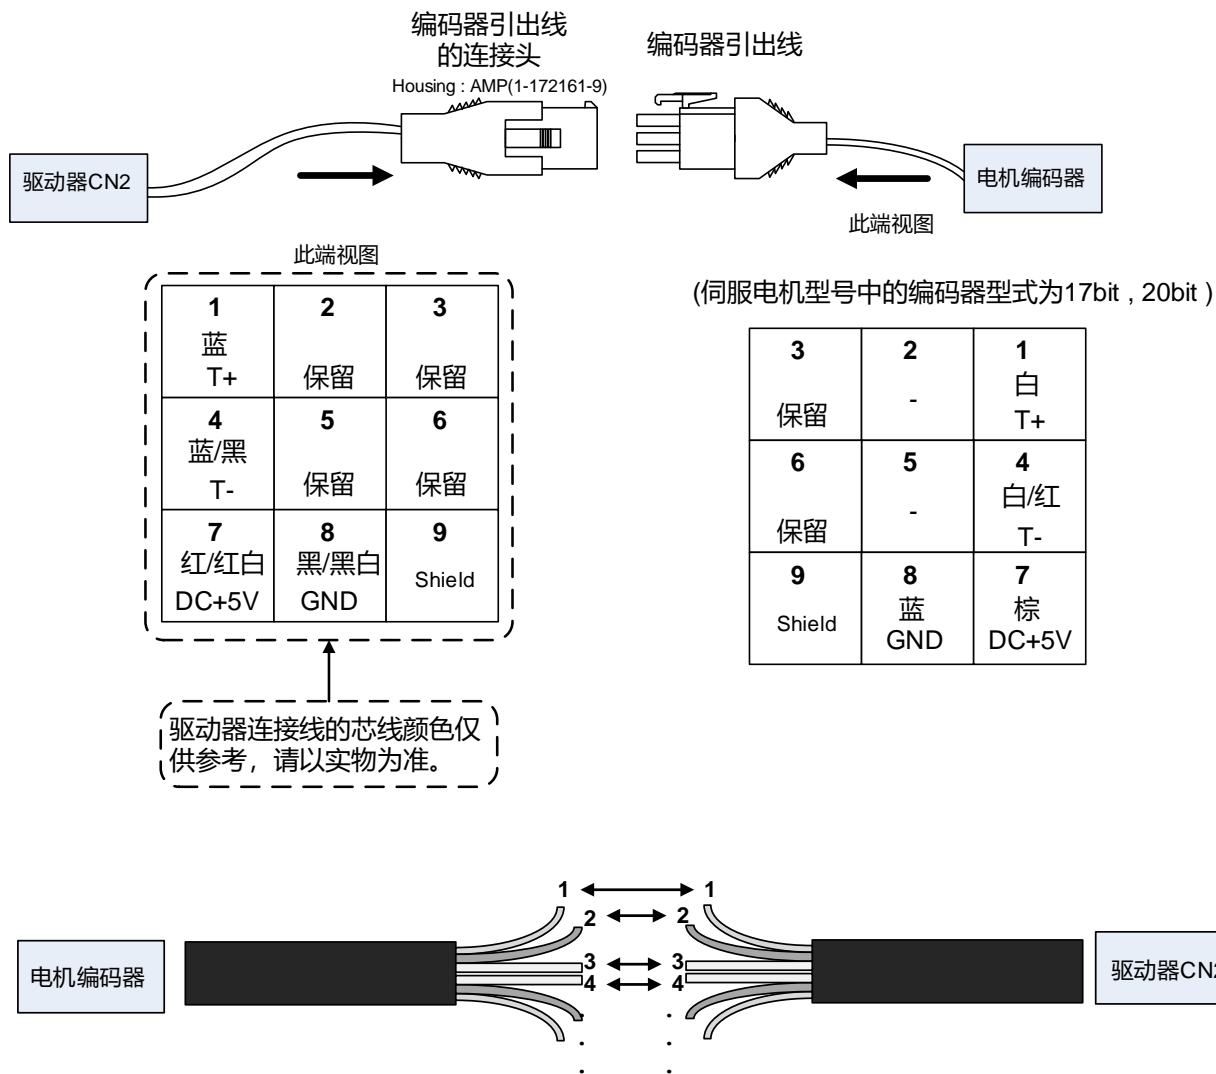 编码器引出线
的连接头
Housing : AMP(1-172161-9)
编码器引出线
驱动器CN2
电机编码器
此端视图
此端视图
(伺服电机型号中的编码器型式为17bit , 20bit )
1 2 3
蓝
T+ 保留 保留
4 5 6
蓝/黑
T- 保留 保留
7 8 9
红/红白 黑/黑白 Shield
DC+5V GND
3 2 1
白
保留 - T+
6 5 4
白/红
保留 - T-
9 8 7
Shield 蓝 棕
GND DC+5V
驱动器连接线的芯线颜色仅
供参考，请以实物为准。
1 1
2 2
3 3
4 4
电机编码器
驱动器CN2